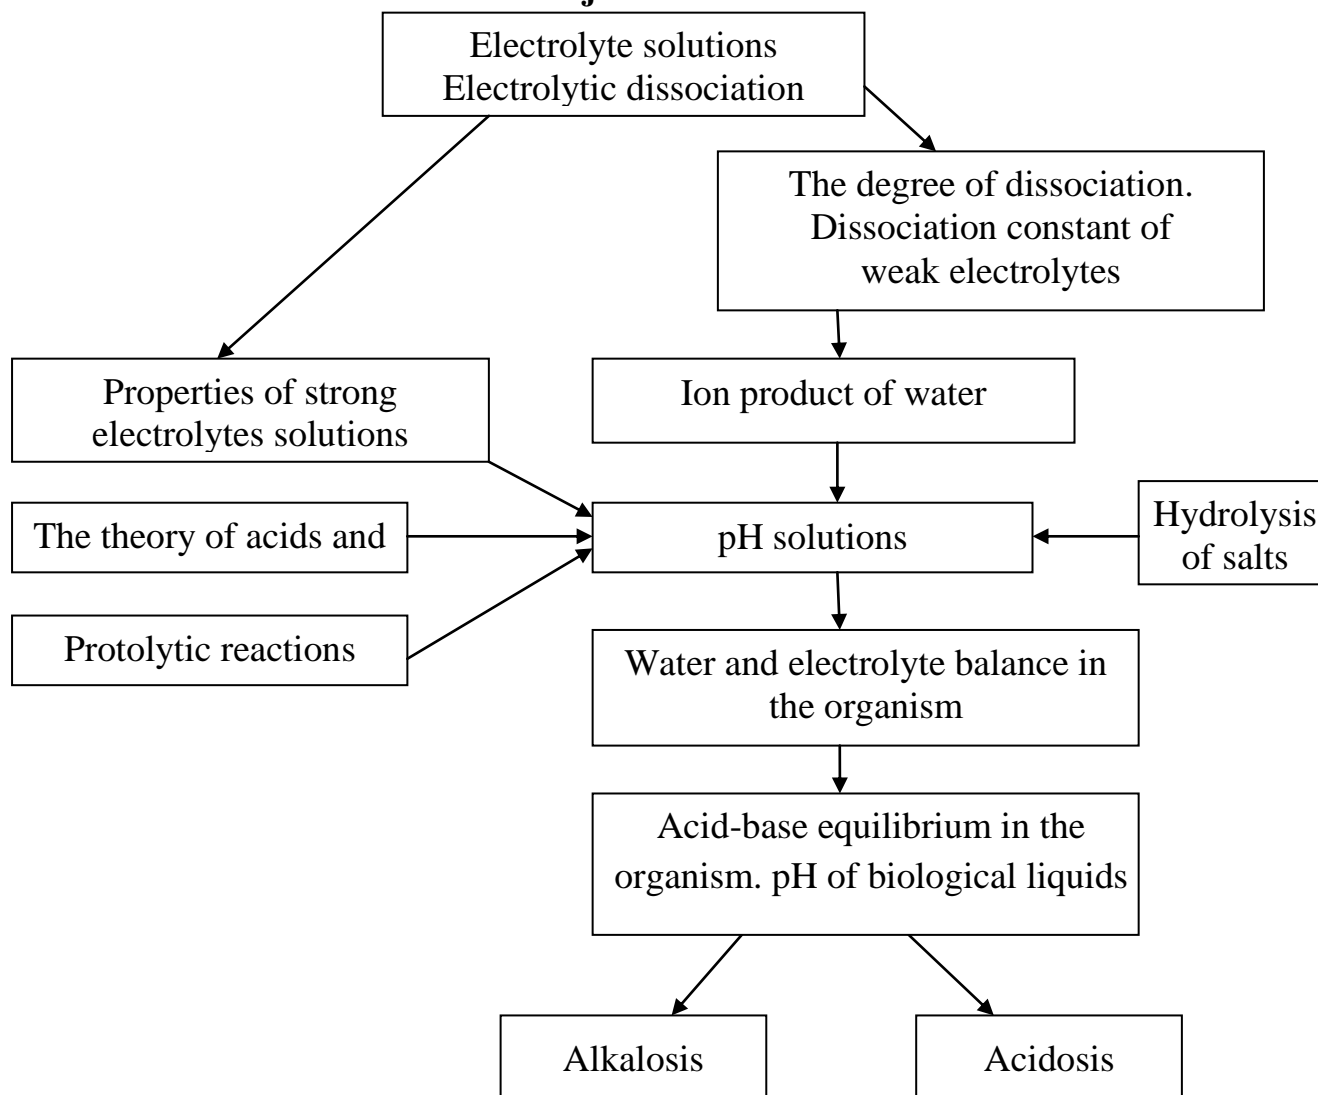 Electrolyte solutions
Electrolytic dissociation
The degree of dissociation.
Dissociation constant of
weak electrolytes
Properties of strong
electrolytes solutions
Ion product of water
The theory of acids and
pH solutions
Hydrolysis
of salts
Protolytic reactions
Water and electrolyte balance in
the organism
Acid-base equilibrium in the
organism. pH of biological liquids
Alkalosis
Acidosis